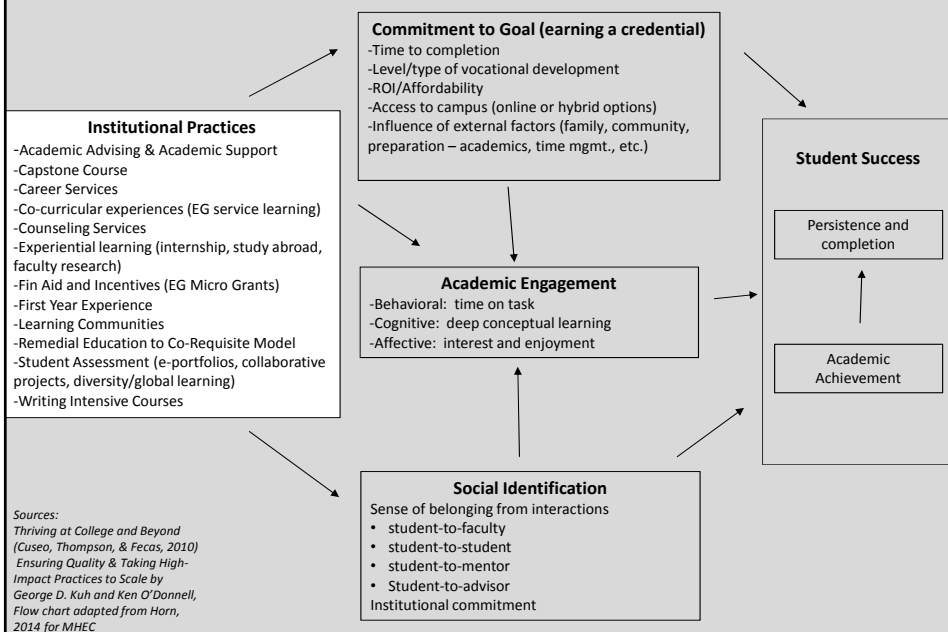 Commitment to Goal (earning a credential)
-Time to completion
-Level/type of vocational development
-ROI/Affordability
-Access to campus (online or hybrid options)
-Influence of external factors (family, community,
preparation – academics, time mgmt., etc.)
Institutional Practices
-Academic Advising & Academic Support
-Capstone Course
-Career Services
-Co-curricular experiences (EG service learning)
-Counseling Services
-Experiential learning (internship, study abroad,
faculty research)
-Fin Aid and Incentives (EG Micro Grants)
-First Year Experience
-Learning Communities
-Remedial Education to Co-Requisite Model
-Student Assessment (e-portfolios, collaborative
projects, diversity/global learning)
-Writing Intensive Courses
Academic Engagement
-Behavioral: time on task
-Cognitive: deep conceptual learning
-Affective: interest and enjoyment
Student Success
Persistence and
completion
Academic
Achievement
Social Identification
Sense of belonging from interactions
• student-to-faculty
• student-to-student
• student-to-mentor
• Student-to-advisor
Institutional commitment
Sources:
Thriving at College and Beyond
(Cuseo, Thompson, & Fecas, 2010)
Ensuring Quality & Taking High-
Impact Practices to Scale by
George D. Kuh and Ken O'Donnell,
Flow chart adapted from Horn,
2014 for MHEC